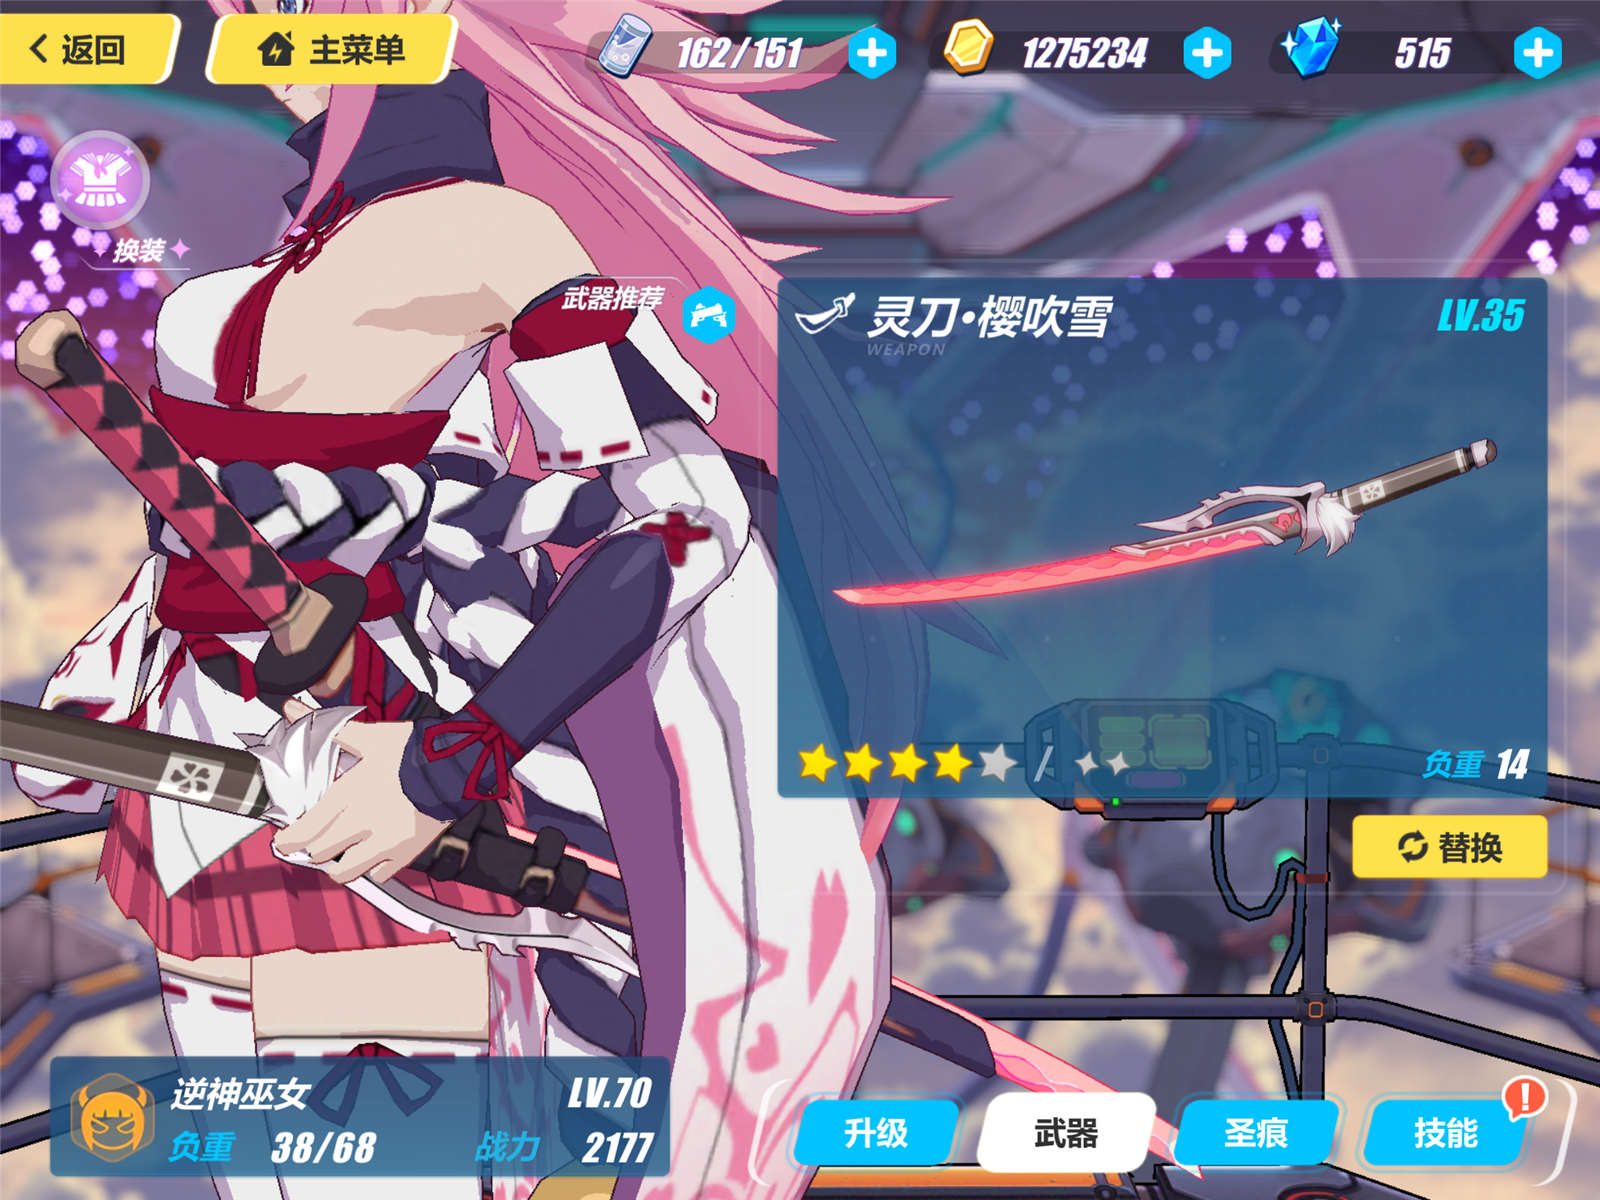 返回
主菜单
162/151
1275234
515
换装
武器推荐
灵刀·樱吹雪
WEAPON
LV.35
/
负重 14
替换
逆神巫女
LV.70
负重 38/68
战力 2177
升级
武器
圣痕
技能